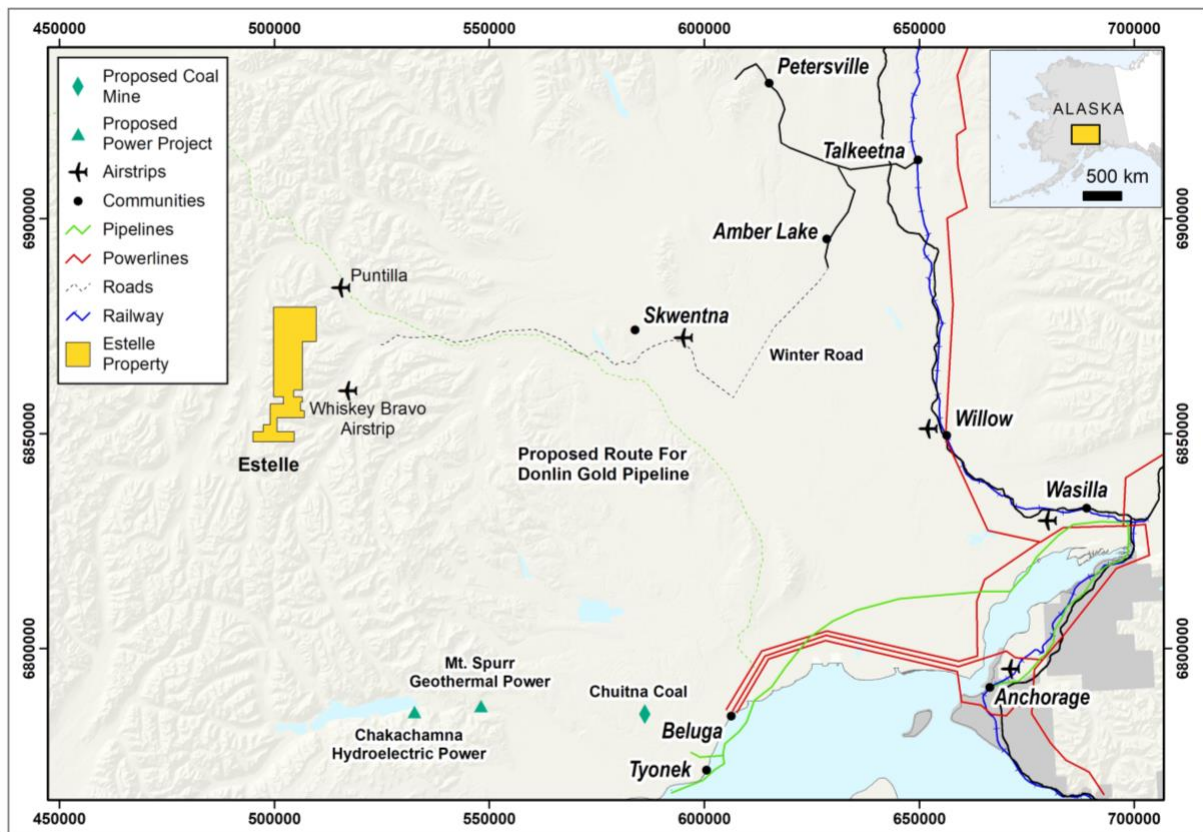 450000 500000 550000 600000 650000 700000
Proposed Coal
Mine
Proposed
Power Project
Airstrips
Communities
Pipelines
Powerlines
Roads
Railway
Estelle
Property
ALASKA
500 km
Petersville
Talkeetna
Amber Lake
Puntilla
Skwentna
Winter Road
Whiskey Bravo
Airstrip
Estelle
Willow
Proposed Route For
Donlin Gold Pipeline
Wasilla
Mt. Spurr
Geothermal Power
Chuitna Coal
Chakachamna
Hydroelectric Power
Beluga
Anchorage
Tyonek
6900000
6850000
6800000
6900000
6850000
6800000
450000 500000 550000 600000 650000 700000